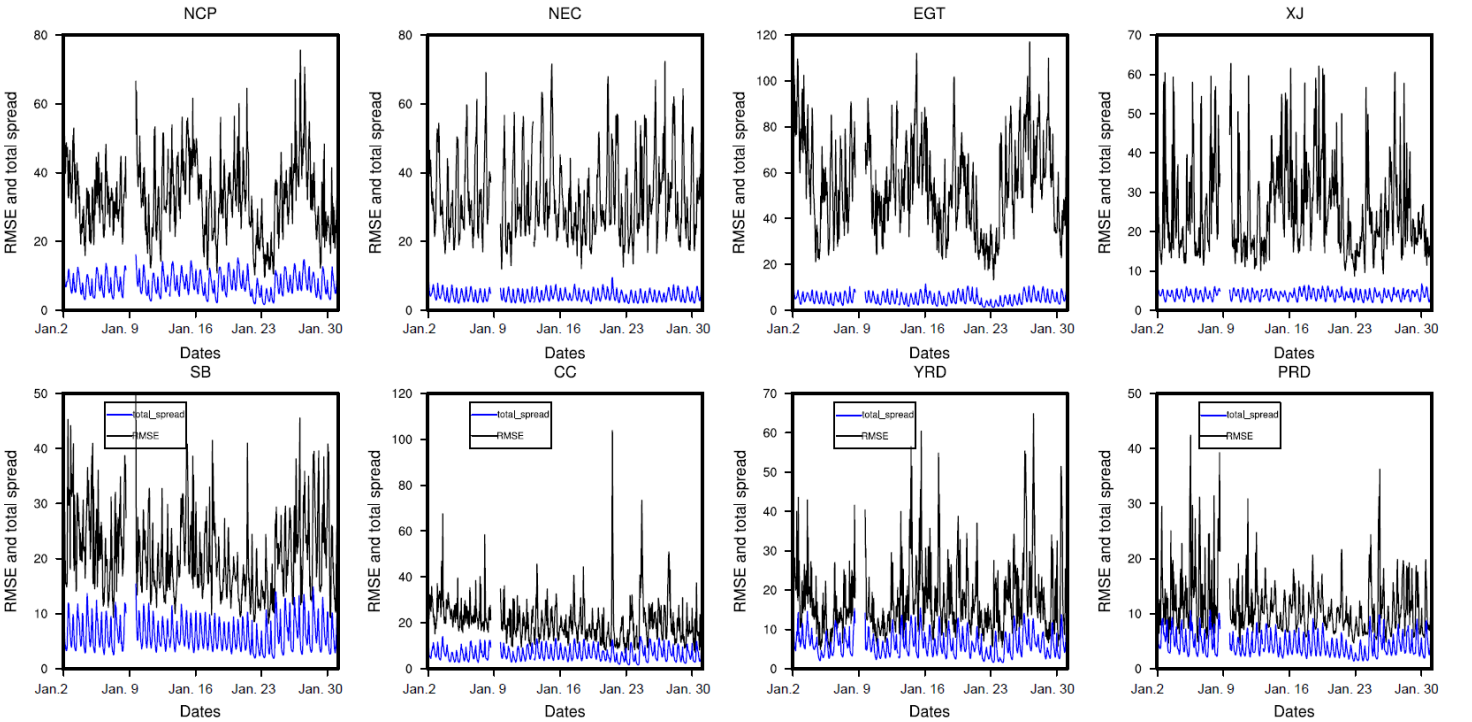 NCP
NEC
EGT
XJ
RMSE and total spread
80
60
40
20
0
Jan.2
Jan. 9
Jan. 16
Jan. 23
Jan. 30
Dates
RMSE and total spread
80
60
40
20
0
Jan.2
Jan. 9
Jan. 16
Jan. 23
Jan. 30
Dates
RMSE and total spread
120
100
80
60
40
20
0
Jan.2
Jan. 9
Jan. 16
Jan. 23
Jan. 30
Dates
RMSE and total spread
70
60
50
40
30
20
10
0
Jan.2
Jan. 9
Jan. 16
Jan. 23
Jan. 30
Dates
SB
CC
YRD
PRD
RMSE and total spread
50
40
30
20
10
0
total_spread
RMSE
Jan.2
Jan. 9
Jan. 16
Jan. 23
Jan. 30
Dates
RMSE and total spread
120
100
80
60
40
20
0
total_spread
RMSE
Jan.2
Jan. 9
Jan. 16
Jan. 23
Jan. 30
Dates
RMSE and total spread
70
60
50
40
30
20
10
0
total_spread
RMSE
Jan.2
Jan. 9
Jan. 16
Jan. 23
Jan. 30
Dates
RMSE and total spread
50
40
30
20
10
0
total_spread
RMSE
Jan.2
Jan. 9
Jan. 16
Jan. 23
Jan. 30
Dates